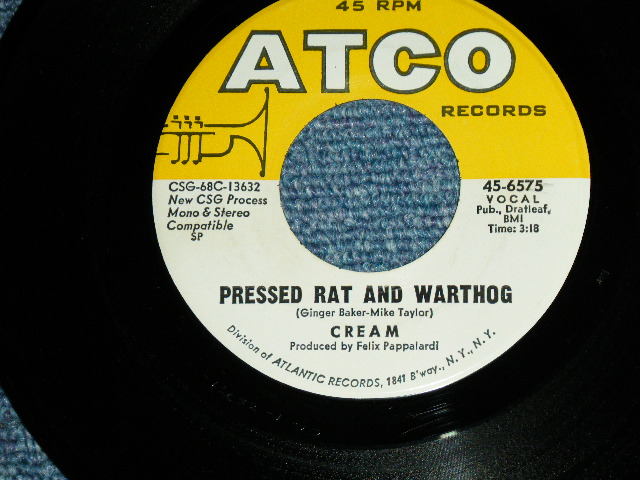 45 RPM
ATCO
RECORDS
CSG-68C-13632
New CSG Process
Mono & Stereo
Compatible
SP
45-6575
VOCAL
Pub., Dratleaf,
BMI
Time: 3:18
PRESSED RAT AND WARTHOG
(Ginger Baker-Mike Taylor)
CREAM
Produced by Felix Pappalardi
Division of ATLANTIC RECORDS, 1841 B'way., N.Y., N.Y.